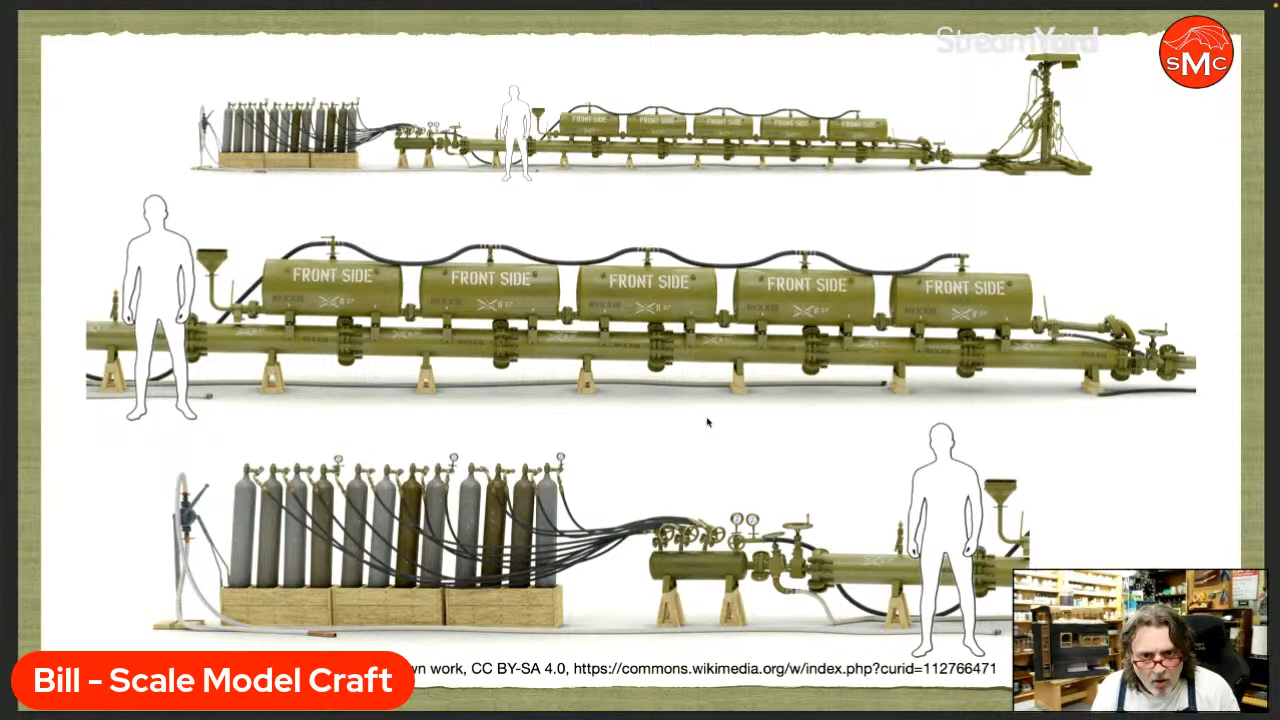 StreamYard
SMC
FRONT SIDE FRONT SIDE FRONT SIDE FRONT SIDE FRONT SIDE
FRONT SIDE FRONT SIDE FRONT SIDE FRONT SIDE FRONT SIDE
wn work, CC BY-SA 4.0, https://commons.wikimedia.org/w/index.php?curid=112766471
Bill - Scale Model Craft